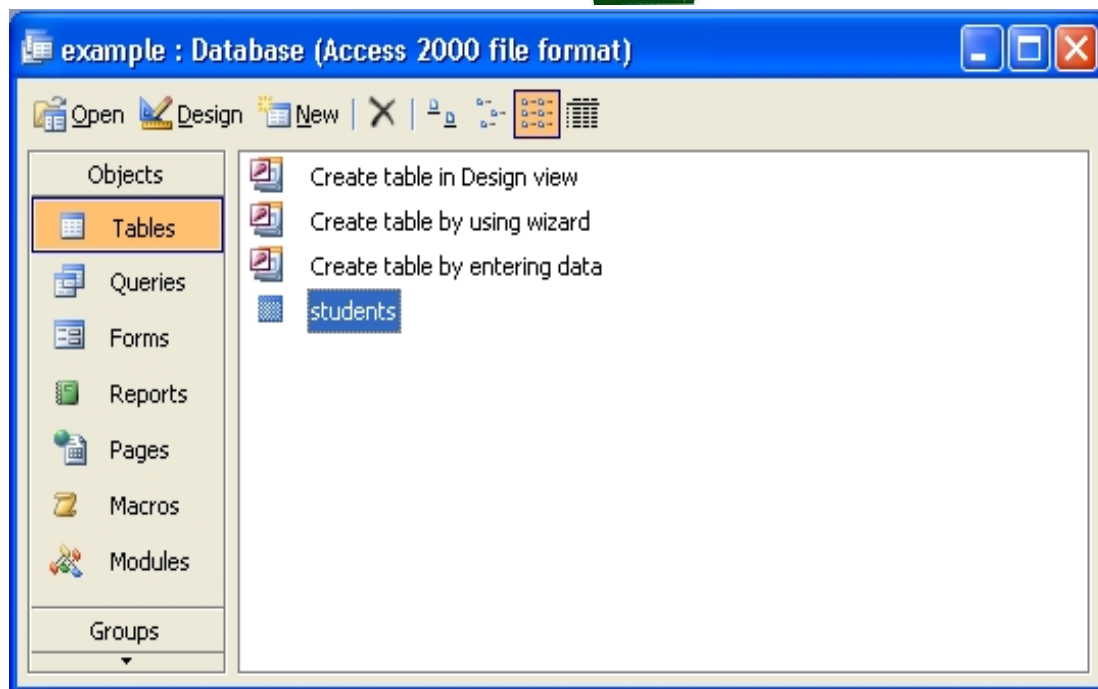 example : Database (Access 2000 file format)
Open Design New
Objects
Tables
Queries
Forms
Reports
Pages
Macros
Modules
Groups
Create table in Design view
Create table by using wizard
Create table by entering data
students